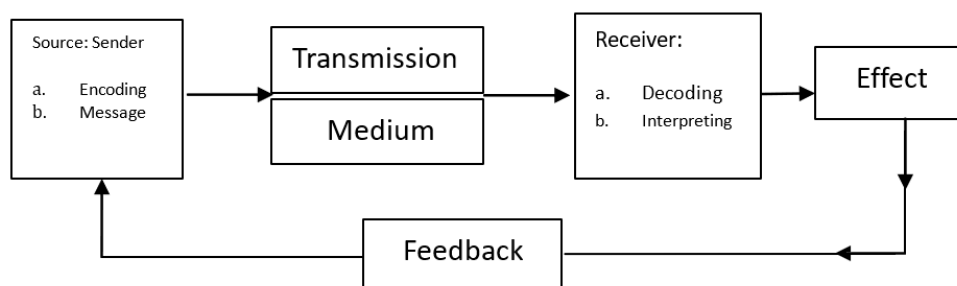 Source: Sender
a. Encoding
b. Message
Transmission
Medium
Receiver:
a. Decoding
b. Interpreting
Effect
Feedback